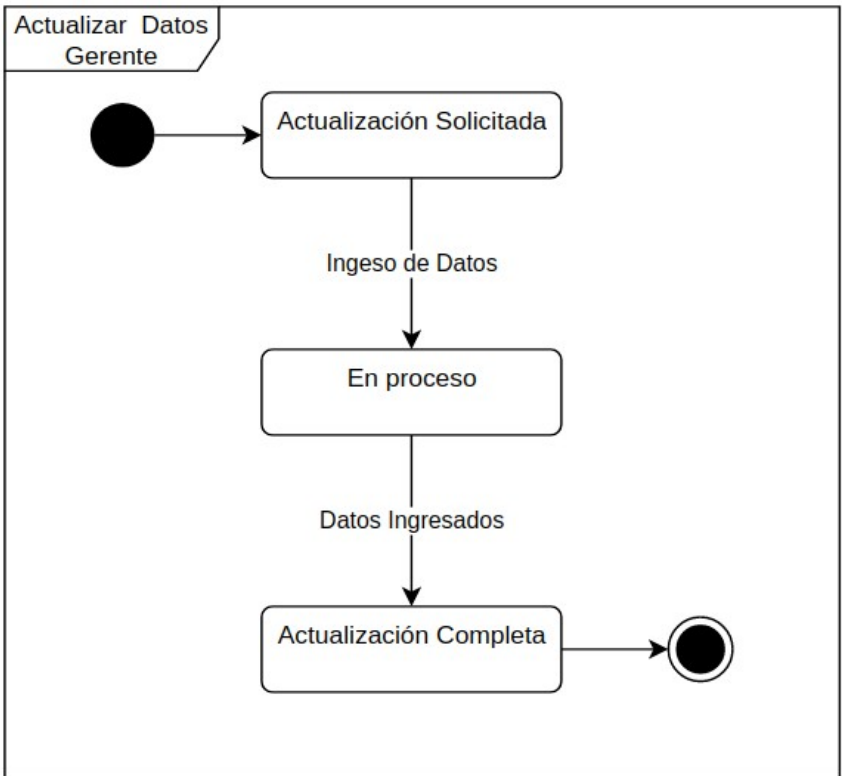 Actualizar Datos
Gerente
Actualización Solicitada
Ingeso de Datos
En proceso
Datos Ingresados
Actualización Completa